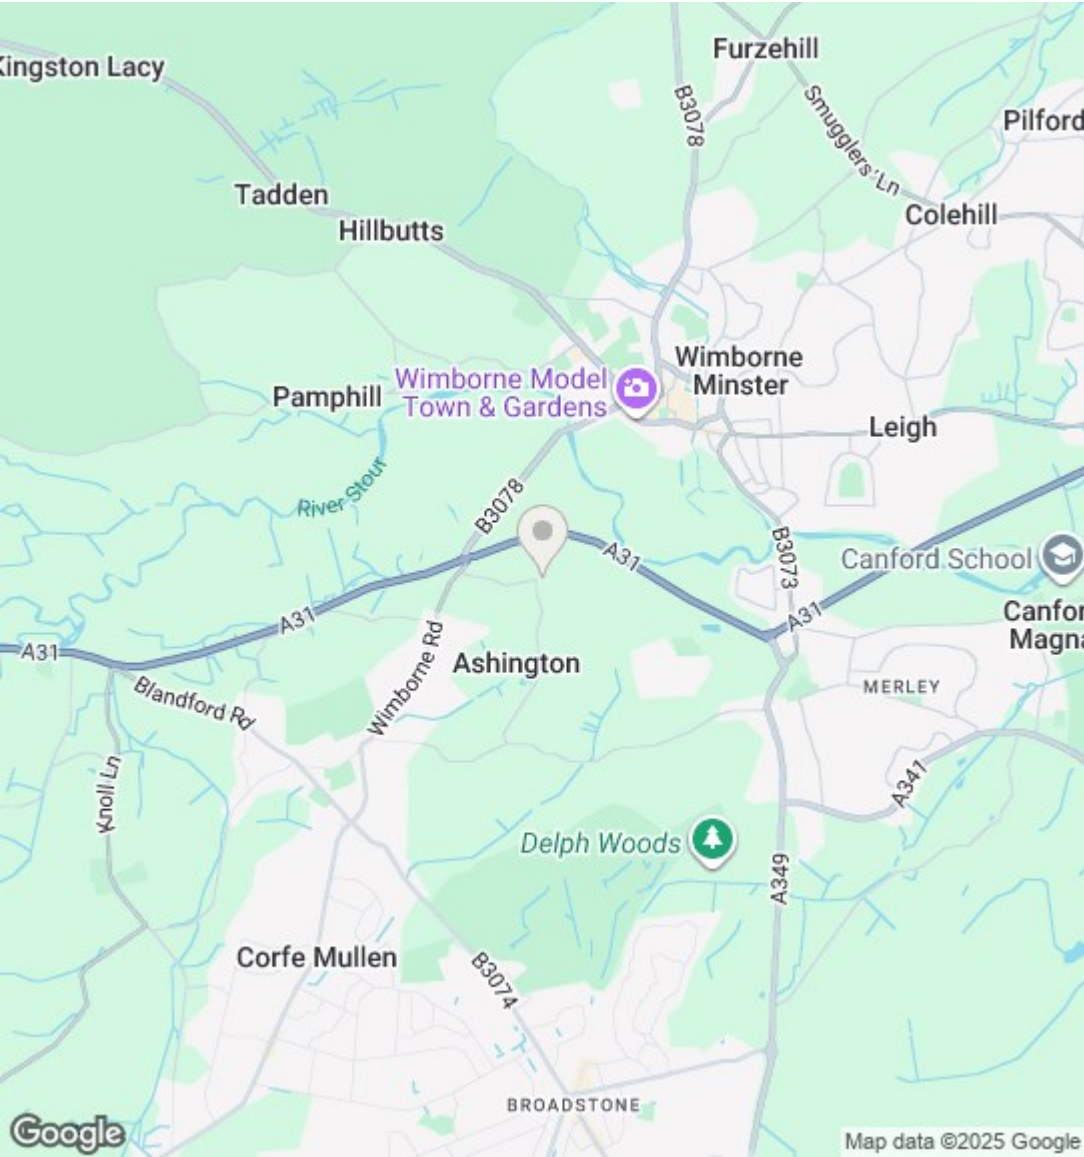 Furzehill
Kingston Lacy
B3078
Smugglers' Ln
Pilford
Tadden
Colehill
Hillbutts
Wimborne
Minster
Wimborne Model
Town & Gardens
Pamphill
Leigh
River Stour
B3078
A31
B3073
Canford School
A31
A31
Canfor
Magna
A31
Wimborne Rd
Ashington
MERLEY
Blandford Rd
Knoll Ln
A341
Delph Woods
A349
Corfe Mullen
B3074
BROADSTONE
Google
Map data ©2025 Google